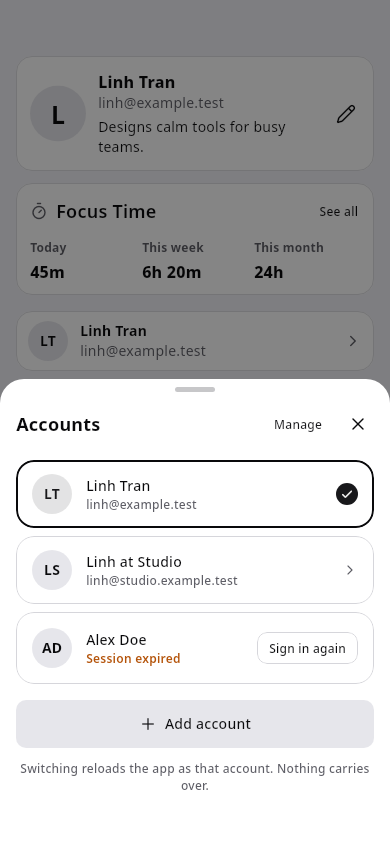 L
Linh Tran
linh@example.test
Designs calm tools for busy
teams.
Focus Time
See all
Today
This week
This month
45m
6h 20m
24h
LT
Linh Tran
linh@example.test
Accounts
Manage
LT
Linh Tran
linh@example.test
LS
Linh at Studio
linh@studio.example.test
AD
Alex Doe
Session expired
Sign in again
Add account
Switching reloads the app as that account. Nothing carries
over.